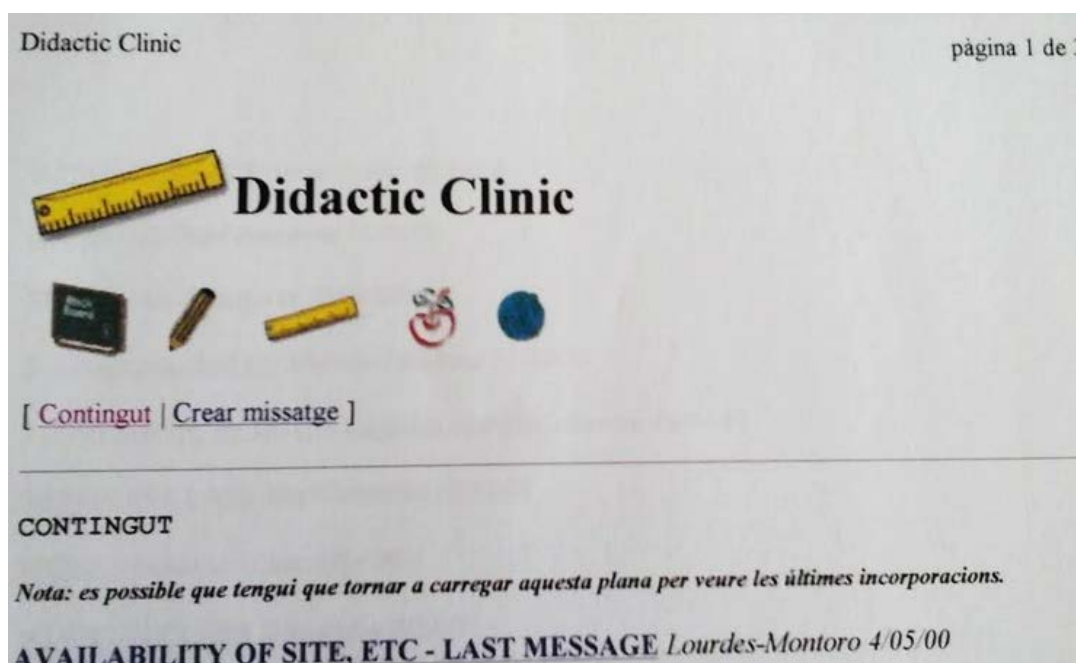 Didactic Clinic
pàgina 1 de
Didactic Clinic
[ Contingut | Crear missatge ]
CONTINGUT
Nota: es possible que tengui que tornar a carregar aquesta plana per veure les últimes incorporacions.
AVAILABILITY OF SITE, ETC - LAST MESSAGE Lourdes-Montoro 4/05/00